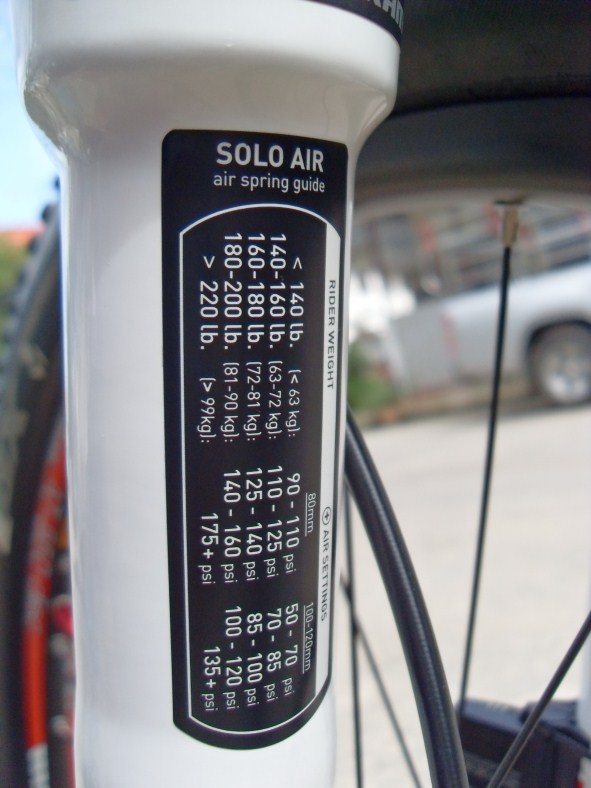 SOLO AIR
air spring guide
RIDER WEIGHT + AIR SETTINGS
80mm 100-120mm
< 140 lb. (< 63 kg): 90 - 110 psi 50 - 70 psi
140-160 lb. (63-72 kg): 110 - 125 psi 70 - 85 psi
160-180 lb. (72-81 kg): 125 - 140 psi 85 - 100 psi
180-200 lb. (81-90 kg): 140 - 160 psi 100 - 120 psi
> 220 lb. (> 99kg): 175+ psi 135+ psi